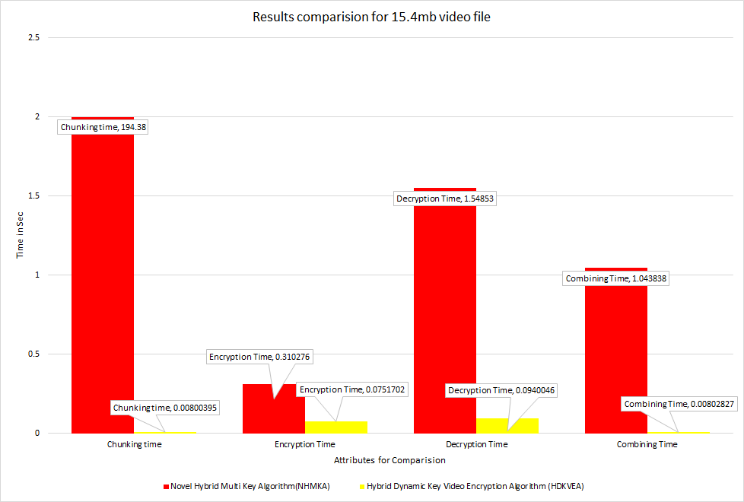 Results comparision for 15.4mb video file
2.5
2
1.5
1
0.5
0
Time inSec
Chunking time, 194.38
Chunking time, 0.00800395
Encryption Time, 0.310276
Encryption Time, 0.0751702
Decryption Time, 1.54853
Decryption Time, 0.0940046
Combining Time, 1.043838
Combining Time, 0.00802827
Chunking time
Encryption Time
Decryption Time
Combining Time
Attributes for Comparision
Novel Hybrid Multi Key Algorithm(NHMKA)
Hybrid Dynamic Key Video Encryption Algorithm (HDKVEA)